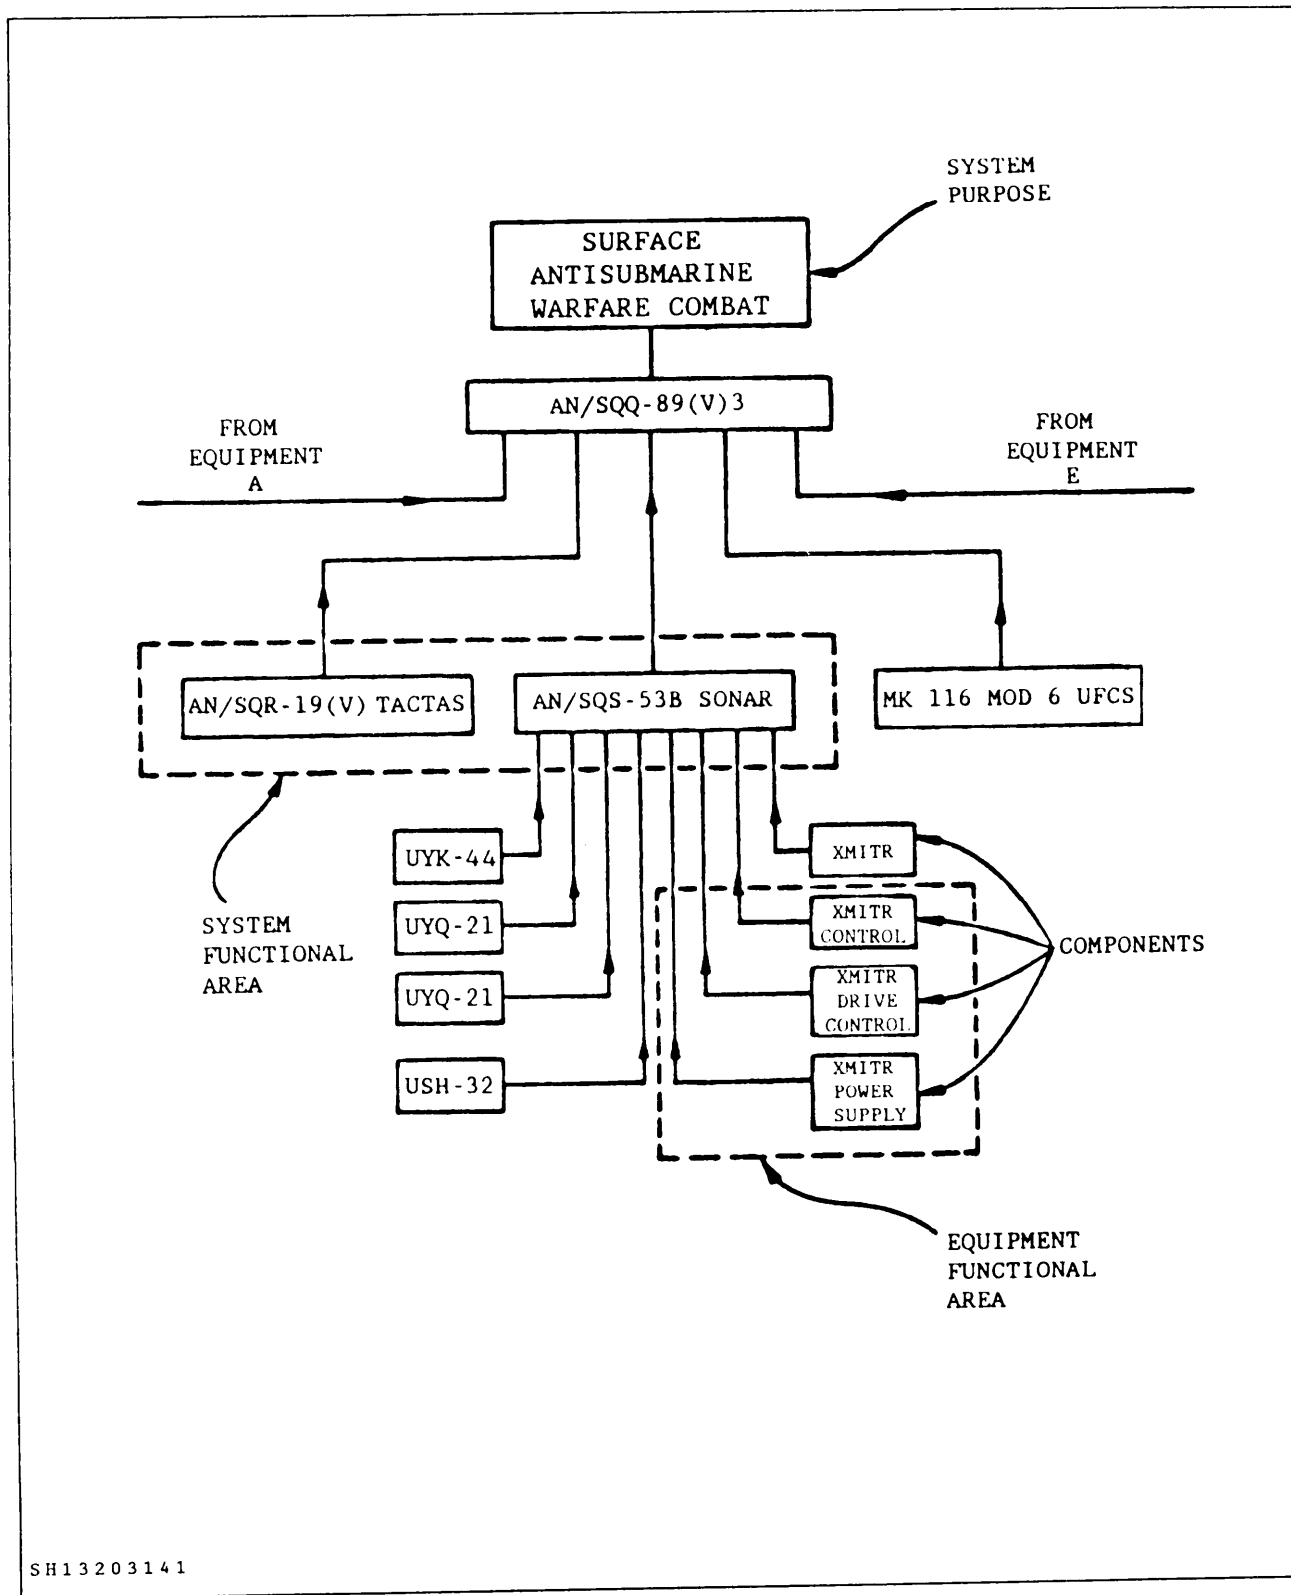 SYSTEM
PURPOSE
SURFACE
ANTISUBMARINE
WARFARE COMBAT
AN/SQQ-89(V)3
FROM
EQUIPMENT
A
FROM
EQUIPMENT
E
AN/SQR-19(V) TACTAS
AN/SQS-53B SONAR
MK 116 MOD 6 UFCS
UYK-44
UYQ-21
UYQ-21
USH-32
SYSTEM
FUNCTIONAL
AREA
XMITR
XMITR
CONTROL
XMITR
DRIVE
CONTROL
XMITR
POWER
SUPPLY
COMPONENTS
EQUIPMENT
FUNCTIONAL
AREA
SH13203141